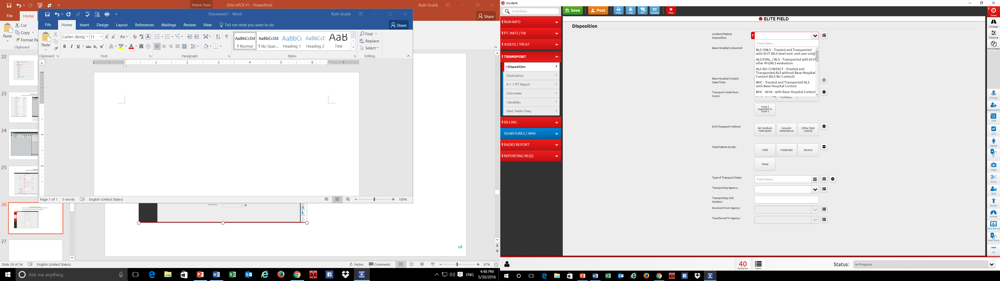 Picture Tools
Elite ePCR V1 - PowerPoint
Ruth Grubb
File
Home
Share
Paste
Cut
Copy
Format Pa
Clipboard
22
23
24
25
26
27
Document1 - Word
Ruth Grubb
File
Home
Insert
Design
Layout
References
Mailings
Review
View
Tell me what you want to do
Share
Paste
Clipboard
Calibri (Body)
11
Font
Paragraph
AaBbCcDd
¶ Normal
AaBbCcDd
¶ No Spac...
AaBbCc
Heading 1
AaBbCcE
Heading 2
AaB
Title
Styles
Find
Replace
Select
Editing
Page 1 of 1
0 words
English (United States)
100%
26
Slide 26 of 34
English (United States)
Notes
Comments
87%
Ask me anything
ENG
4:48 PM
5/30/2016
Incident
Find field...
Save
Post
Print
CAD
EKG
Transfers
Close
ELITE FIELD
! RUN INFO
! PT. INFO / HX
! ASSESS / TREAT
! TRANSPORT
! Disposition
Destination
9-1-1 IFT Report
Odometer
Valuables
Dest. Radio Freq.
! BILLING
SIGNATURES / AMA
! RADIO REPORT
! REPORTING REQS
Disposition
Incident/Patient
Disposition:
Find value...
BLS ONLY - Treated and Transported
with EMT (BLS level eval. and care only)
ALS EVAL. / BLS - Transported with EMT
after PM/ALS evaluation
ALS NO CONTACT - Treated and
Transported ALS without Base Hospital
Contact (ALS No Contact)
BHC - Treated and Transported ALS
with Base Hospital Contact
BHC - AMA - with Base Hospital Contact
Base Hospital Contacted:
Base Hospital Contact
Date/Time:
Transport Mode from
Scene:
to Code 2
Code 2
Upgraded to
Code 3
EMS Transport Method:
Air Medical-
Helicopter
Ground-
Ambulance
Other (Not
Listed)
Final Patient Acuity:
Mild
Moderate
Severe
Dead
Type of Transport Delay:
Find Value...
Transporting Agency:
Transporting Unit
Number:
Received From Agency:
Transferred To Agency:
Times
Mileage
Timeline
Worksheets
Primary
Assessments
Vital
GCS
PQRST
IV
Meds
Procs
SMR
Stroke
Airway
Med Device
Med Pump
All
40
Validation
Menu
Status:
In Progress
ELITE
FIELD